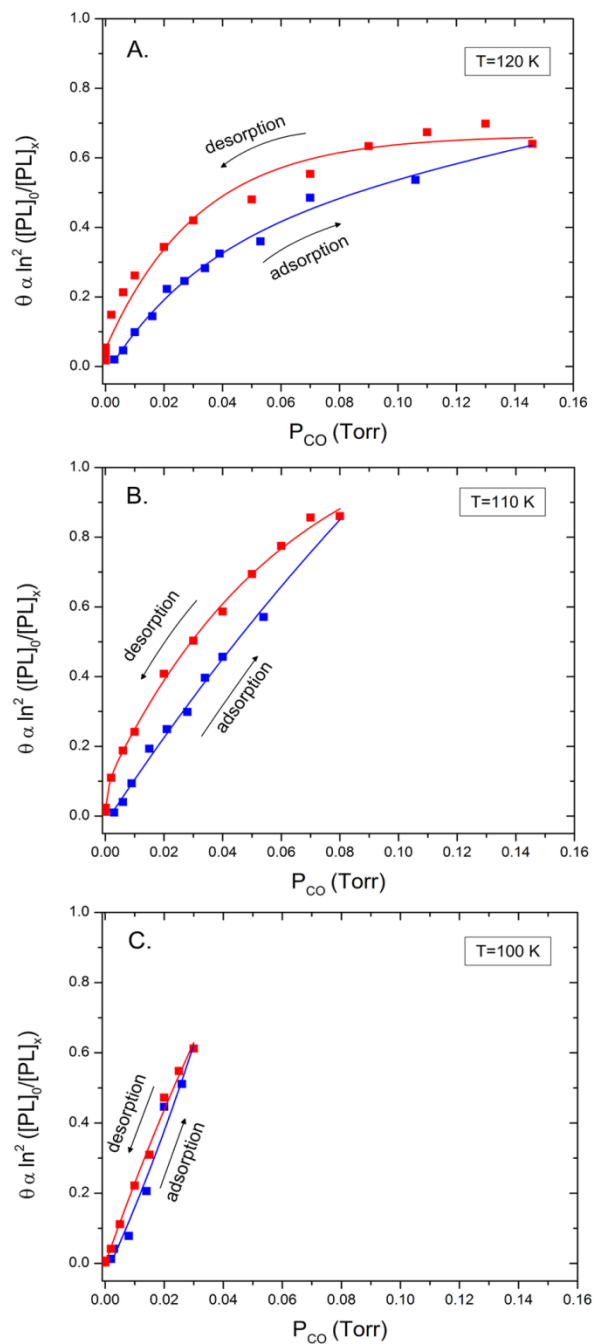 A.
T=120 K
desorption
adsorption
θ α ln² ([PL]₀/[PL]ₓ)
1.0
0.8
0.6
0.4
0.2
0.0
0.00 0.02 0.04 0.06 0.08 0.10 0.12 0.14 0.16
P_CO (Torr)
B.
T=110 K
desorption
adsorption
θ α ln² ([PL]₀/[PL]ₓ)
1.0
0.8
0.6
0.4
0.2
0.0
0.00 0.02 0.04 0.06 0.08 0.10 0.12 0.14 0.16
P_CO (Torr)
C.
T=100 K
desorption
adsorption
θ α ln² ([PL]₀/[PL]ₓ)
1.0
0.8
0.6
0.4
0.2
0.0
0.00 0.02 0.04 0.06 0.08 0.10 0.12 0.14 0.16
P_CO (Torr)